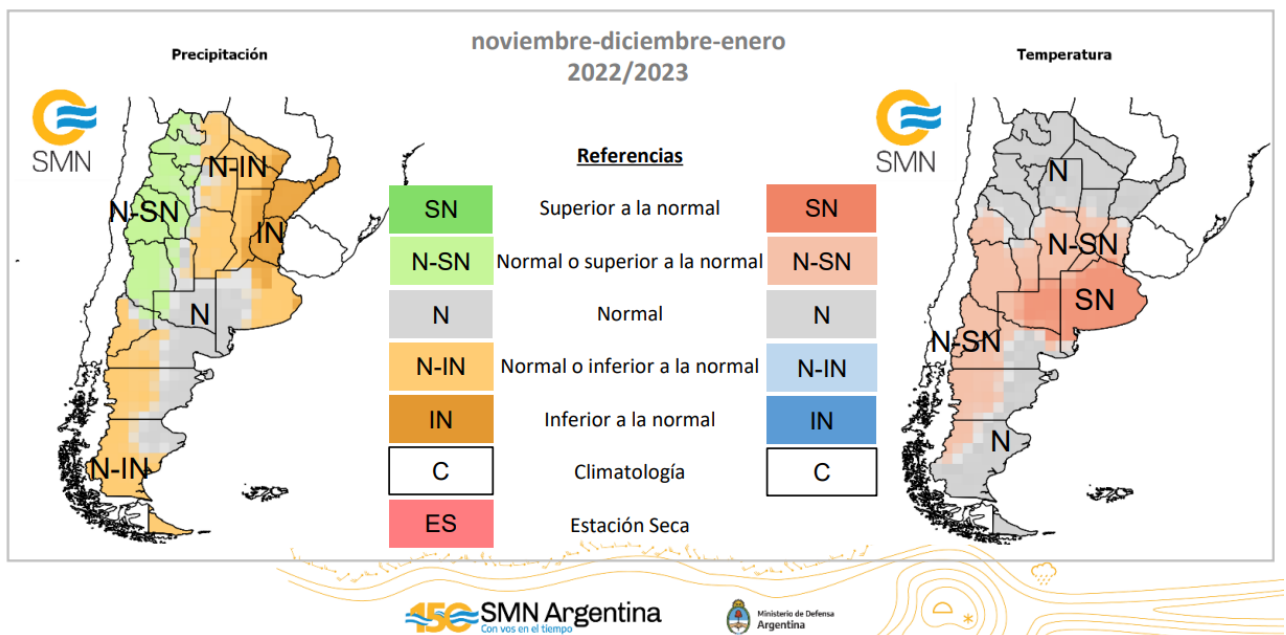 noviembre-diciembre-enero
2022/2023
Precipitación
Temperatura
SMN
SMN
Referencias
N-IN
N-SN
IN
N
N-IN
SN
Superior a la normal
SN
N-SN
Normal o superior a la normal
N-SN
N
Normal
N
N-IN
Normal o inferior a la normal
N-IN
IN
Inferior a la normal
IN
C
Climatología
C
ES
Estación Seca
N
N-SN
SN
N-SN
N
150 SMN Argentina
Con vos en el tiempo
Ministerio de Defensa
Argentina